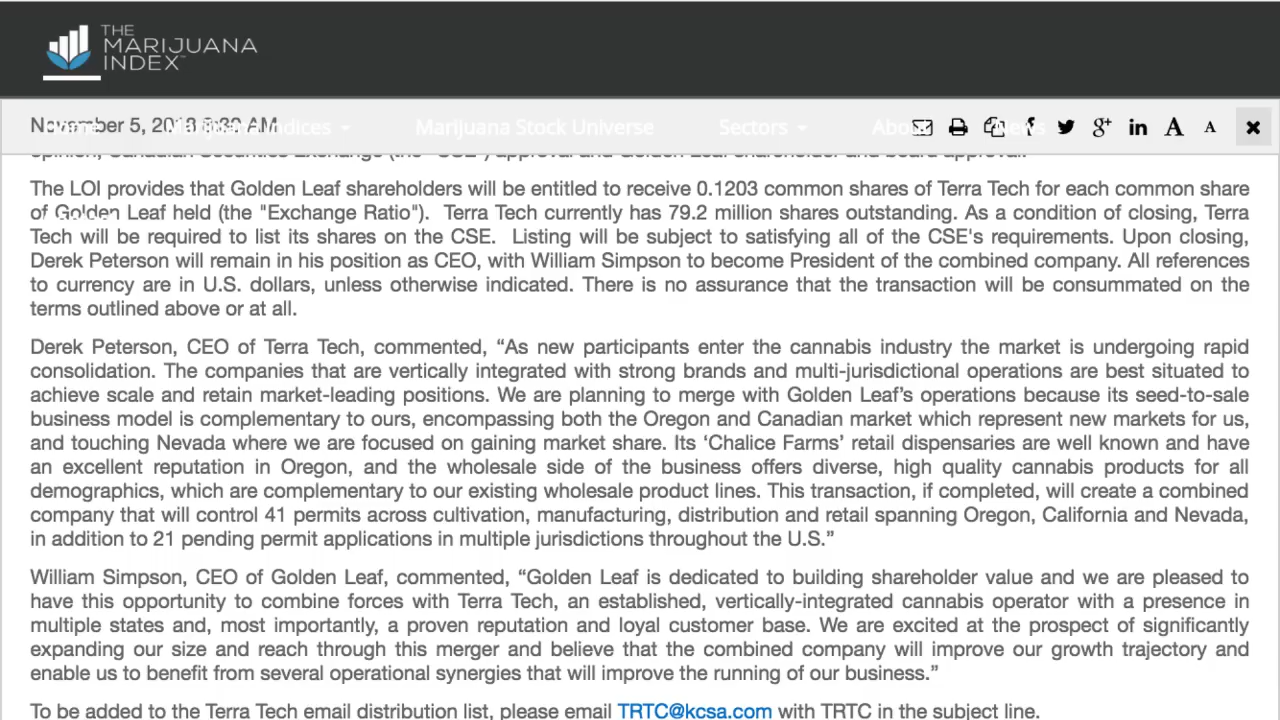 THE
MARIJUANA
INDEX™
November 5, 2018 8:30 AM
Home Marijuana Indices Marijuana Stock Universe Sectors About News
opinion, Canadian Securities Exchange (the "CSE") approval and Golden Leaf shareholder and board approval.
The LOI provides that Golden Leaf shareholders will be entitled to receive 0.1203 common shares of Terra Tech for each common share
of Golden Leaf held (the "Exchange Ratio"). Terra Tech currently has 79.2 million shares outstanding. As a condition of closing, Terra
Tech will be required to list its shares on the CSE. Listing will be subject to satisfying all of the CSE's requirements. Upon closing,
Derek Peterson will remain in his position as CEO, with William Simpson to become President of the combined company. All references
to currency are in U.S. dollars, unless otherwise indicated. There is no assurance that the transaction will be consummated on the
terms outlined above or at all.
Derek Peterson, CEO of Terra Tech, commented, “As new participants enter the cannabis industry the market is undergoing rapid
consolidation. The companies that are vertically integrated with strong brands and multi-jurisdictional operations are best situated to
achieve scale and retain market-leading positions. We are planning to merge with Golden Leaf’s operations because its seed-to-sale
business model is complementary to ours, encompassing both the Oregon and Canadian market which represent new markets for us,
and touching Nevada where we are focused on gaining market share. Its ‘Chalice Farms’ retail dispensaries are well known and have
an excellent reputation in Oregon, and the wholesale side of the business offers diverse, high quality cannabis products for all
demographics, which are complementary to our existing wholesale product lines. This transaction, if completed, will create a combined
company that will control 41 permits across cultivation, manufacturing, distribution and retail spanning Oregon, California and Nevada,
in addition to 21 pending permit applications in multiple jurisdictions throughout the U.S.”
William Simpson, CEO of Golden Leaf, commented, “Golden Leaf is dedicated to building shareholder value and we are pleased to
have this opportunity to combine forces with Terra Tech, an established, vertically-integrated cannabis operator with a presence in
multiple states and, most importantly, a proven reputation and loyal customer base. We are excited at the prospect of significantly
expanding our size and reach through this merger and believe that the combined company will improve our growth trajectory and
enable us to benefit from several operational synergies that will improve the running of our business.”
To be added to the Terra Tech email distribution list, please email TRTC@kcsa.com with TRTC in the subject line.